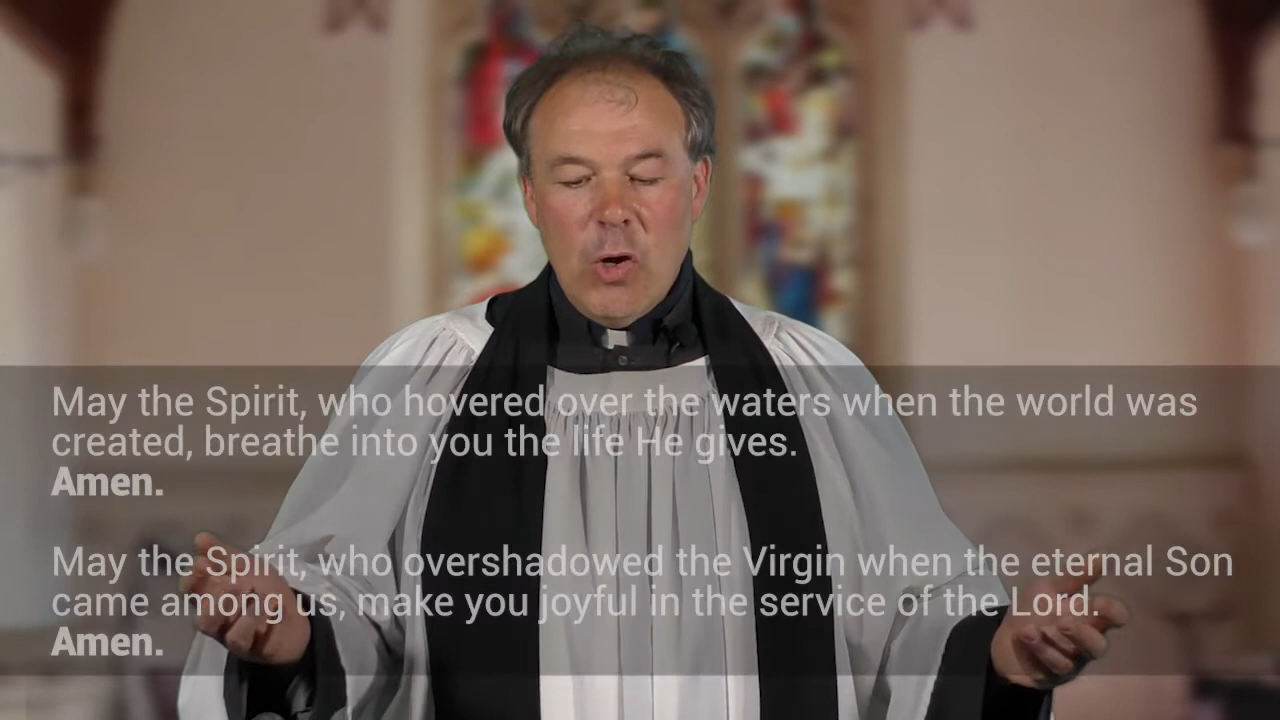 May the Spirit, who hovered over the waters when the world was
created, breathe into you the life He gives.
Amen.
May the Spirit, who overshadowed the Virgin when the eternal Son
came among us, make you joyful in the service of the Lord.
Amen.